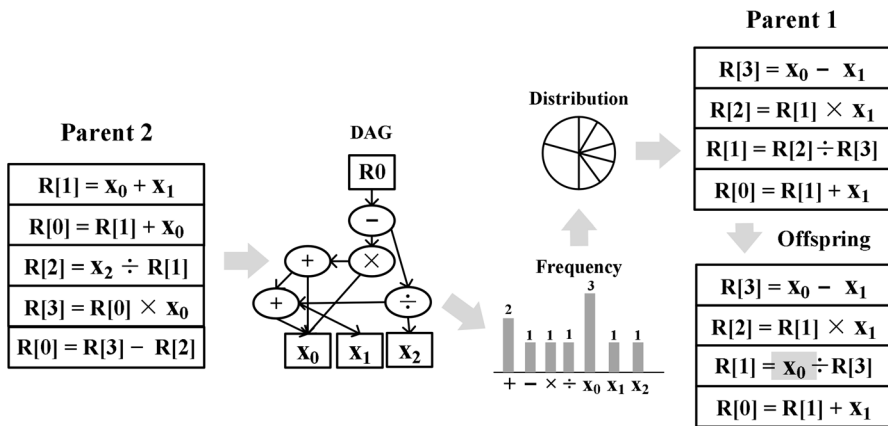 Parent 2
R[1] = x₀ + x₁
R[0] = R[1] + x₀
R[2] = x₂ ÷ R[1]
R[3] = R[0] × x₀
R[0] = R[3] − R[2]
DAG
R0
−
+
×
+
÷
x₀ x₁ x₂
Frequency
2 1 1 1 3 1 1
+ − × ÷ x₀ x₁ x₂
Distribution
Parent 1
R[3] = x₀ − x₁
R[2] = R[1] × x₁
R[1] = R[2] ÷ R[3]
R[0] = R[1] + x₁
Offspring
R[3] = x₀ − x₁
R[2] = R[1] × x₁
R[1] = x₀ ÷ R[3]
R[0] = R[1] + x₁